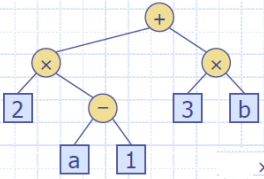 +
× ×
2 − 3 b
a 1
×